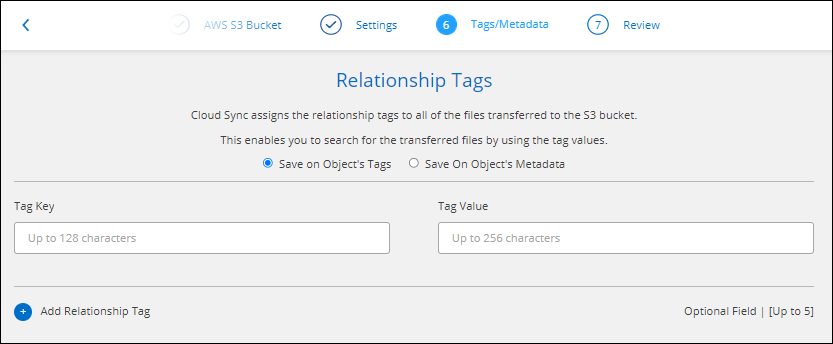 AWS S3 Bucket
Settings
6
Tags/Metadata
7
Review
Relationship Tags
Cloud Sync assigns the relationship tags to all of the files transferred to the S3 bucket.
This enables you to search for the transferred files by using the tag values.
Save on Object's Tags
Save On Object's Metadata
Tag Key
Tag Value
Up to 128 characters
Up to 256 characters
Add Relationship Tag
Optional Field | [Up to 5]